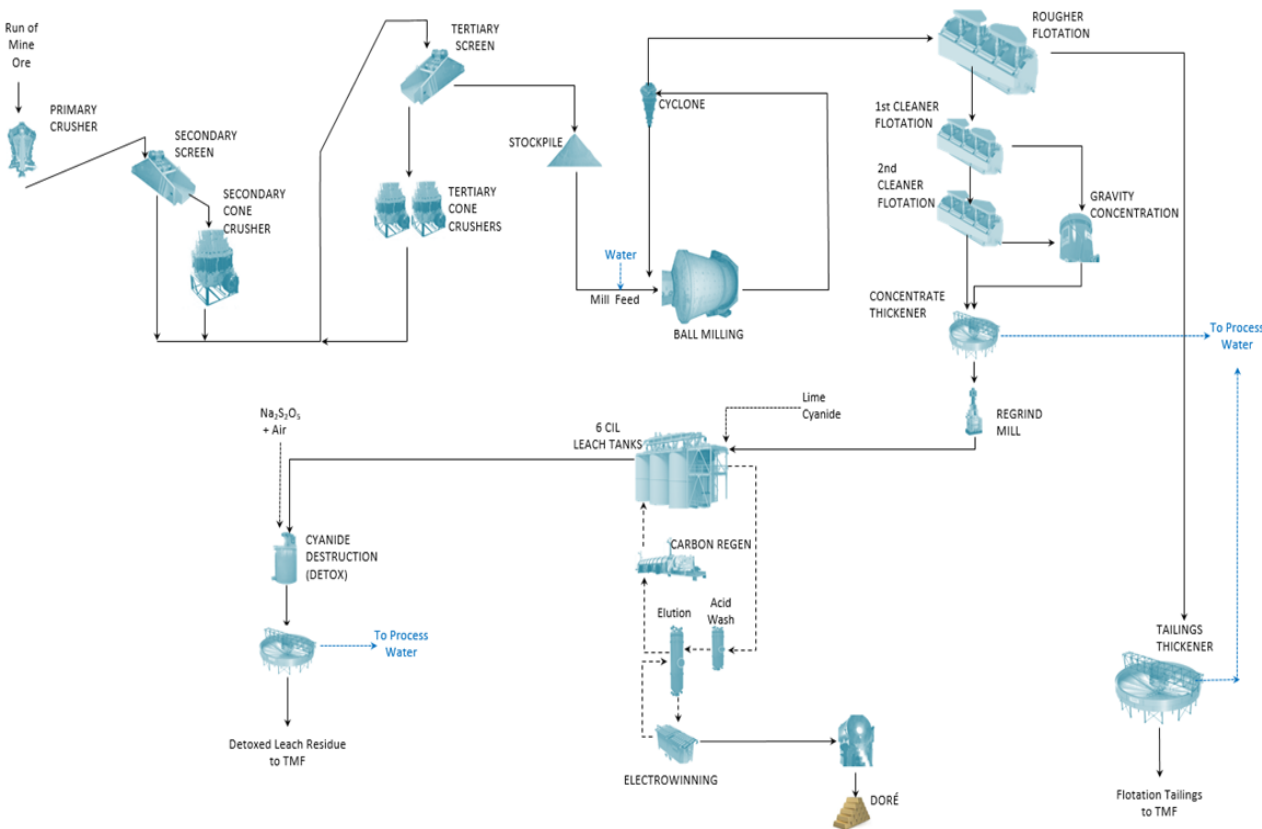 Run of
Mine
Ore
PRIMARY
CRUSHER
SECONDARY
SCREEN
SECONDARY
CONE
CRUSHER
TERTIARY
SCREEN
TERTIARY
CONE
CRUSHERS
STOCKPILE
Water
Mill Feed
CYCLONE
BALL MILLING
ROUGHER
FLOTATION
1st CLEANER
FLOTATION
2nd
CLEANER
FLOTATION
GRAVITY
CONCENTRATION
CONCENTRATE
THICKENER
To Process
Water
REGRIND
MILL
Lime
Cyanide
6 CIL
LEACH TANKS
Na₂S₂O₅
+ Air
CYANIDE
DESTRUCTION
(DETOX)
To Process
Water
Detoxed Leach Residue
to TMF
CARBON REGEN
Elution
Acid
Wash
ELECTROWINNING
DORÉ
TAILINGS
THICKENER
Flotation Tailings
to TMF